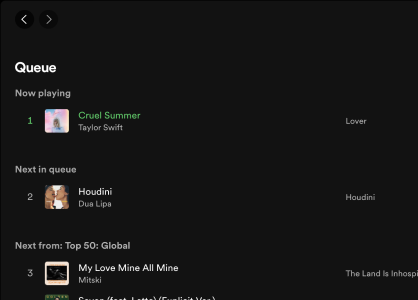 Queue
Now playing
1
Cruel Summer
Taylor Swift
Lover
Next in queue
2
Houdini
Dua Lipa
Houdini
Next from: Top 50: Global
3
My Love Mine All Mine
Mitski
The Land Is Inhospi
Seven (feat. Latto) (Explicit Ver.)